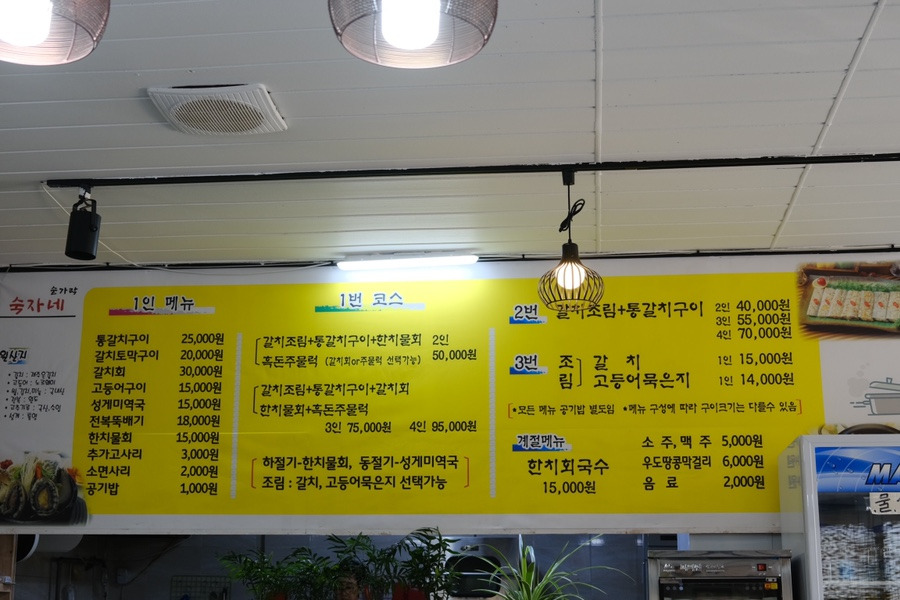 숟가락
숙자네
1인 메뉴
통갈치구이 25,000원
갈치토막구이 20,000원
갈치회 30,000원
고등어구이 15,000원
성게미역국 15,000원
전복뚝배기 18,000원
한치물회 15,000원
추가고사리 3,000원
소면사리 2,000원
공기밥 1,000원
1번 코스
갈치조림+통갈치구이+한치물회 2인
흑돈주물럭 (갈치회or주물럭 선택가능) 50,000원
갈치조림+통갈치구이+갈치회
한치물회+흑돈주물럭
3인 75,000원 4인 95,000원
하절기-한치물회, 동절기-성게미역국
조림 : 갈치, 고등어묵은지 선택가능
2번 갈치조림+통갈치구이 2인 40,000원
3인 55,000원
4인 70,000원
3번 조림 갈치 1인 15,000원
고등어묵은지 1인 14,000원
*모든 메뉴 공기밥 별도임 *메뉴 구성에 따라 구이크기는 다를수 있음
계절메뉴
한치회국수
15,000원
소주,맥주 5,000원
우도땅콩막걸리 6,000원
음료 2,000원